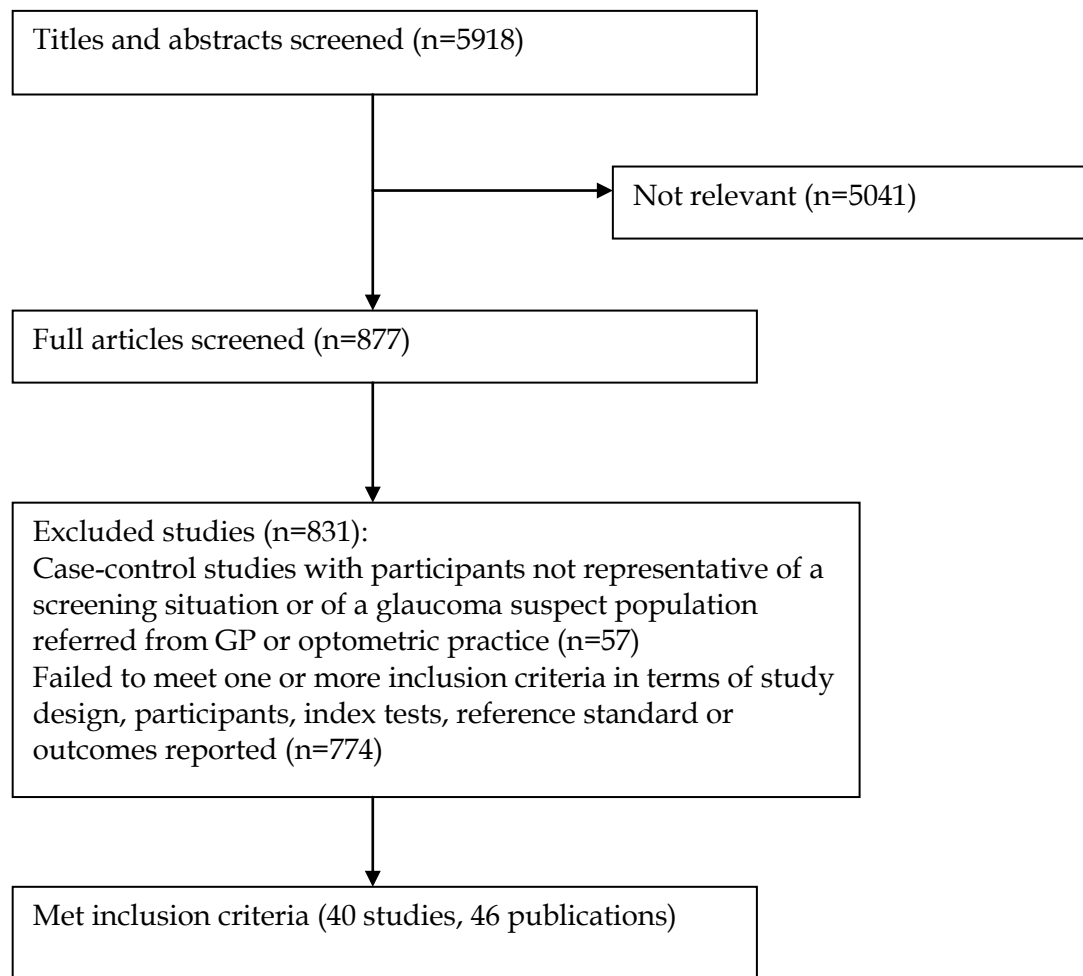 Titles and abstracts screened (n=5918)
Not relevant (n=5041)
Full articles screened (n=877)
Excluded studies (n=831):
Case-control studies with participants not representative of a
screening situation or of a glaucoma suspect population
referred from GP or optometric practice (n=57)
Failed to meet one or more inclusion criteria in terms of study
design, participants, index tests, reference standard or
outcomes reported (n=774)
Met inclusion criteria (40 studies, 46 publications)